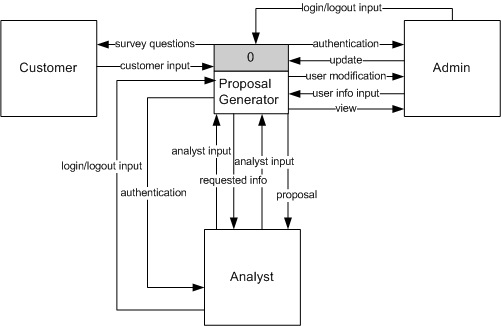 login/logout input
survey questions
0
authentication
Customer
customer input
update
Admin
Proposal
Generator
user modification
user info input
view
login/logout input
analyst input
analyst input
requested info
authentication
proposal
Analyst